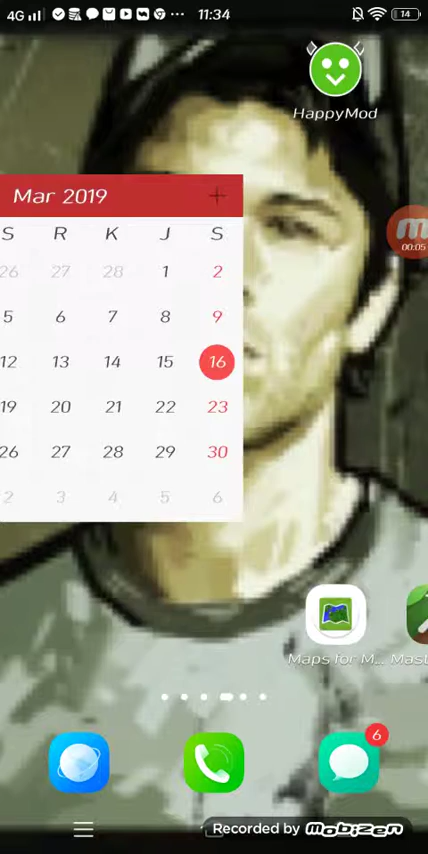 4G 11:34 14
HappyMod
Mar 2019 +
S R K J S
26 27 28 1 2
5 6 7 8 9
12 13 14 15 16
19 20 21 22 23
26 27 28 29 30
2 3 4 5 6
00:05
Maps for M... Mast
6
Recorded by mobizen